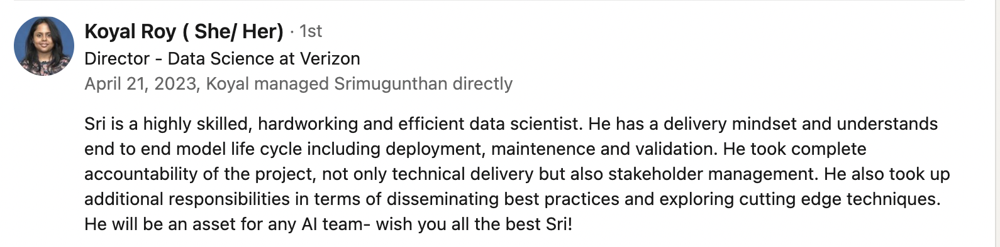 Koyal Roy ( She/ Her) · 1st
Director - Data Science at Verizon
April 21, 2023, Koyal managed Srimugunthan directly
Sri is a highly skilled, hardworking and efficient data scientist. He has a delivery mindset and understands
end to end model life cycle including deployment, maintenence and validation. He took complete
accountability of the project, not only technical delivery but also stakeholder management. He also took up
additional responsibilities in terms of disseminating best practices and exploring cutting edge techniques.
He will be an asset for any AI team- wish you all the best Sri!